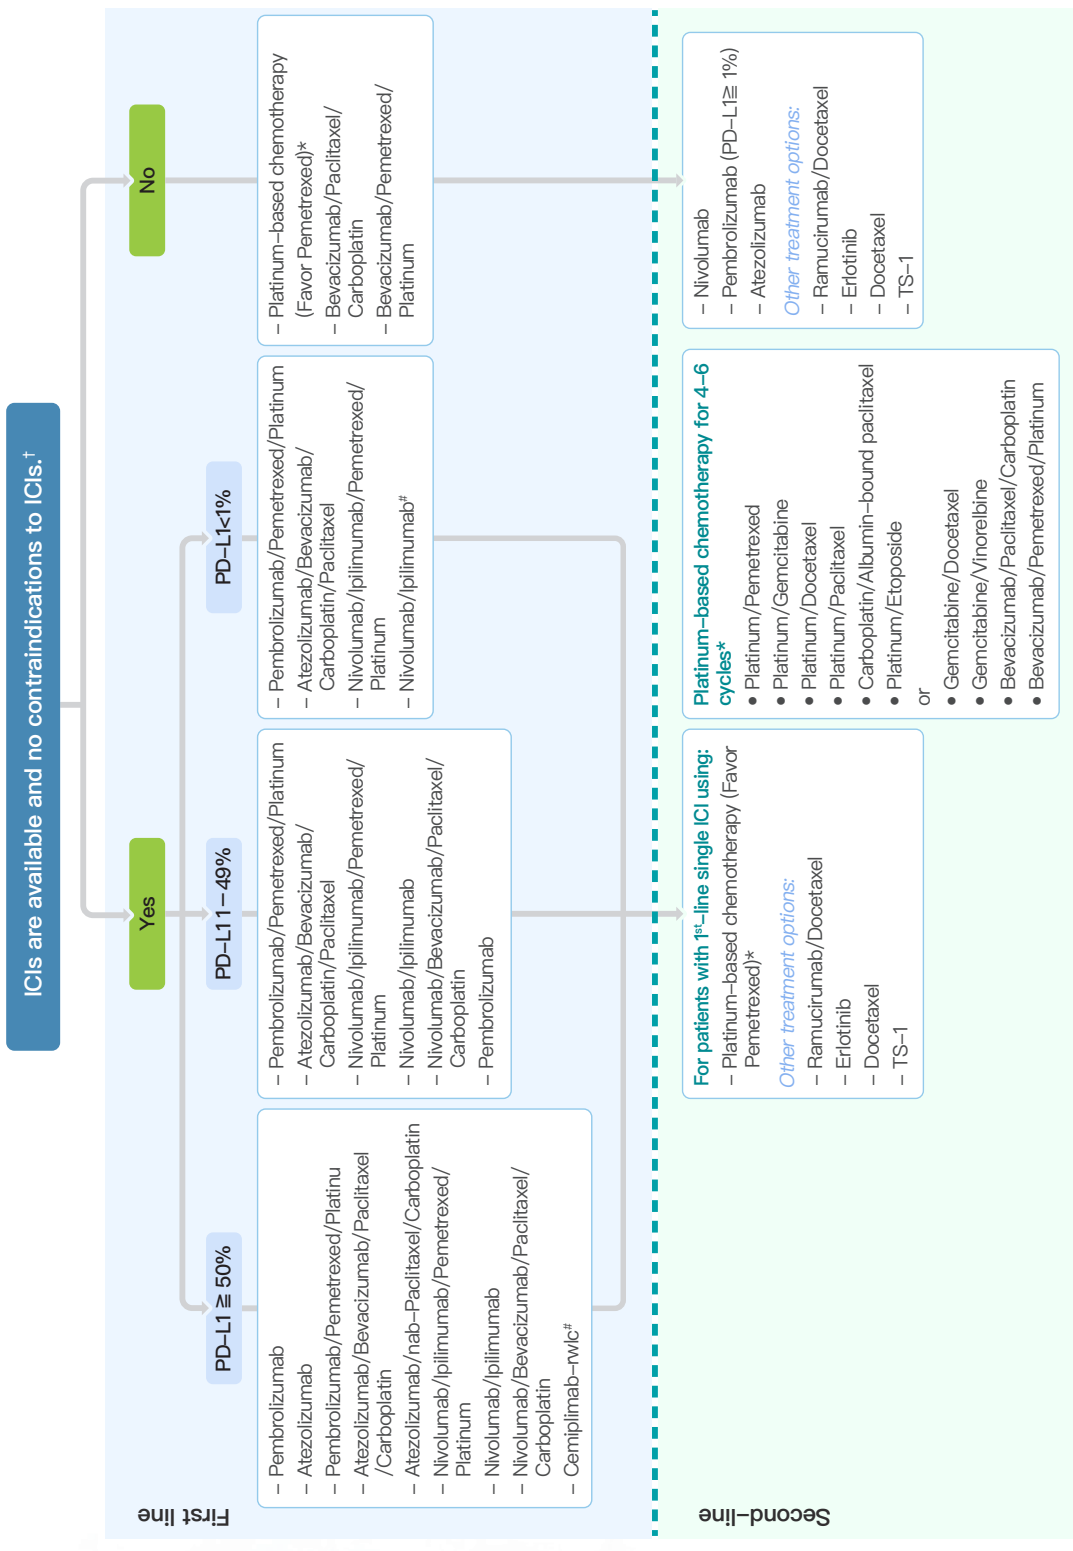 ICIs are available and no contraindications to ICIs.†
Yes
No
First line
PD–L1 ≧ 50%
PD–L1 1–49%
PD–L1<1%
– Pembrolizumab
– Atezolizumab
– Pembrolizumab/Pemetrexed/Platinu
– Atezolizumab/Bevacizumab/Paclitaxel
/Carboplatin
– Atezolizumab/nab–Paclitaxel/Carboplatin
– Nivolumab/Ipilimumab/Pemetrexed/
Platinum
– Nivolumab/Ipilimumab
– Nivolumab/Bevacizumab/Paclitaxel/
Carboplatin
– Cemiplimab–rwlc#
– Pembrolizumab/Pemetrexed/Platinum
– Atezolizumab/Bevacizumab/
Carboplatin/Paclitaxel
– Nivolumab/Ipilimumab/Pemetrexed/
Platinum
– Nivolumab/Ipilimumab
– Nivolumab/Bevacizumab/Paclitaxel/
Carboplatin
– Pembrolizumab
– Pembrolizumab/Pemetrexed/Platinum
– Atezolizumab/Bevacizumab/
Carboplatin/Paclitaxel
– Nivolumab/Ipilimumab/Pemetrexed/
Platinum
– Nivolumab/Ipilimumab#
– Platinum–based chemotherapy
(Favor Pemetrexed)*
– Bevacizumab/Paclitaxel/
Carboplatin
– Bevacizumab/Pemetrexed/
Platinum
Second–line
For patients with 1st–line single ICI using:
– Platinum–based chemotherapy (Favor
Pemetrexed)*
Other treatment options:
– Ramucirumab/Docetaxel
– Erlotinib
– Docetaxel
– TS–1
Platinum–based chemotherapy for 4–6
cycles*
● Platinum/Pemetrexed
● Platinum/Gemcitabine
● Platinum/Docetaxel
● Platinum/Paclitaxel
● Carboplatin/Albumin–bound paclitaxel
● Platinum/Etoposide
or
● Gemcitabine/Docetaxel
● Gemcitabine/Vinorelbine
● Bevacizumab/Paclitaxel/Carboplatin
● Bevacizumab/Pemetrexed/Platinum
– Nivolumab
– Pembrolizumab (PD–L1≧ 1%)
– Atezolizumab
Other treatment options:
– Ramucirumab/Docetaxel
– Erlotinib
– Docetaxel
– TS–1